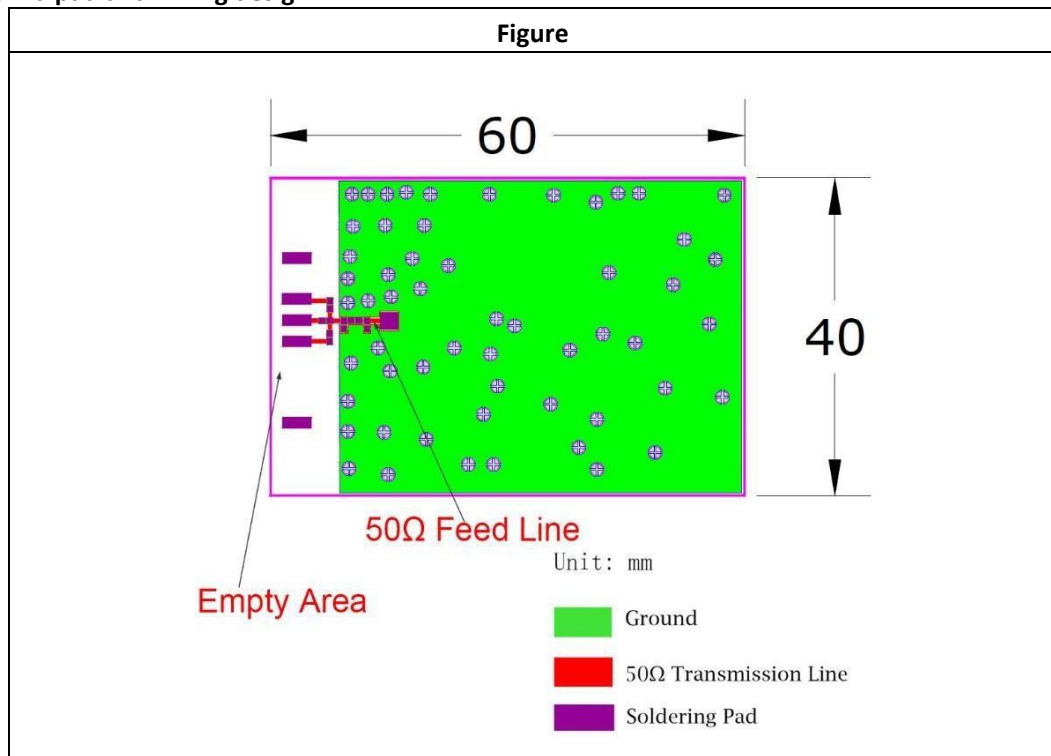 Figure
60
40
50Ω Feed Line
Empty Area
Unit: mm
Ground
50Ω Transmission Line
Soldering Pad